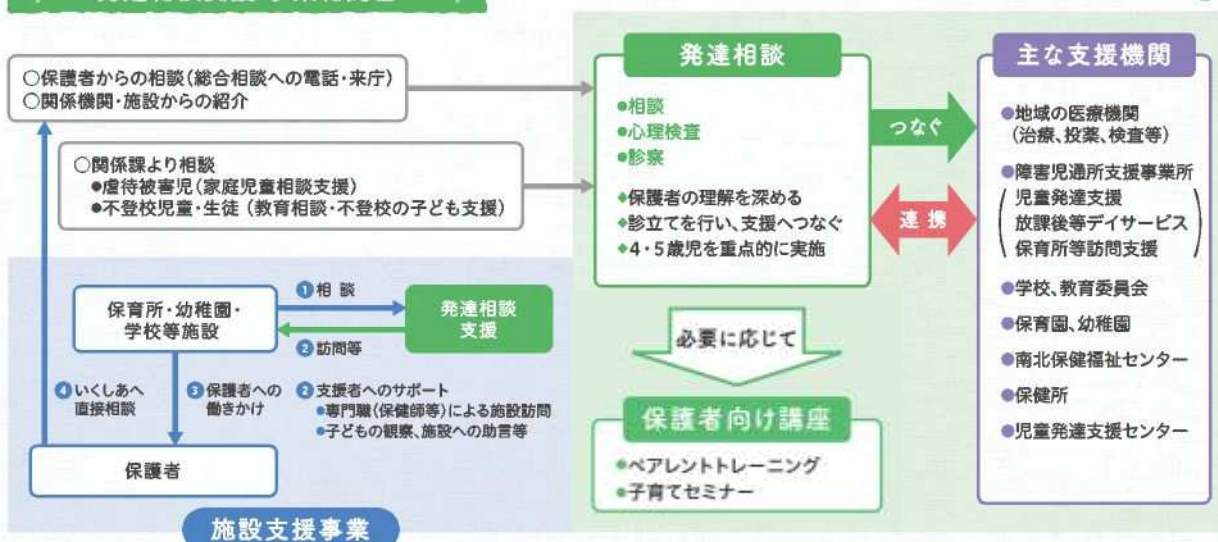 ○保護者からの相談(総合相談への電話・来庁)
○関係機関・施設からの紹介
○関係課より相談
●虐待被害児(家庭児童相談支援)
●不登校児童・生徒(教育相談・不登校の子ども支援)
保育所・幼稚園・
学校等施設
❶相 談
❷訪問等
発達相談
支援
❹いくしあへ
直接相談
❸保護者への
働きかけ
❷支援者へのサポート
●専門職(保健師等)による施設訪問
●子どもの観察、施設への助言等
保護者
施設支援事業
発達相談
●相談
●心理検査
●診察
◆保護者の理解を深める
◆診立てを行い、支援へつなぐ
◆4・5歳児を重点的に実施
つなぐ
連 携
必要に応じて
保護者向け講座
●ペアレントトレーニング
●子育てセミナー
主な支援機関
●地域の医療機関
(治療、投薬、検査等)
●障害児通所支援事業所
児童発達支援
放課後等デイサービス
保育所等訪問支援
●学校、教育委員会
●保育園、幼稚園
●南北保健福祉センター
●保健所
●児童発達支援センター